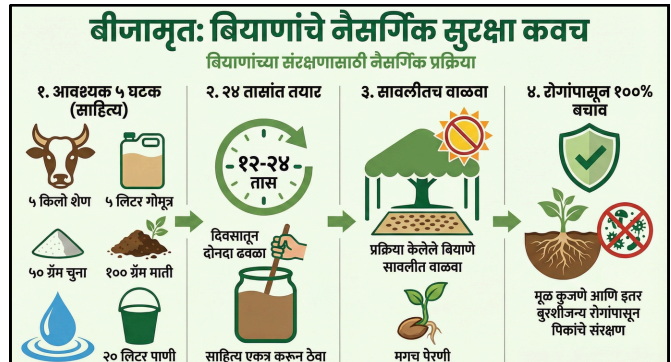 बीजामृत: बियाणांचे नैसर्गिक सुरक्षा कवच
बियाणांच्या संरक्षणासाठी नैसर्गिक प्रक्रिया
१. आवश्यक ५ घटक
(साहित्य)
५ किलो शेण
५ लिटर गोमूत्र
५० ग्रॅम चुना
१०० ग्रॅम माती
२० लिटर पाणी
२. २४ तासांत तयार
१२-२४
तास
दिवसातून
दोनदा ढवळा
साहित्य एकत्र करून ठेवा
३. सावलीतच वाळवा
प्रक्रिया केलेले बियाणे
सावलीत वाळवा
मगच पेरणी
४. रोगांपासून १००%
बचाव
मूळ कुजणे आणि इतर
बुरशीजन्य रोगांपासून
पिकांचे संरक्षण